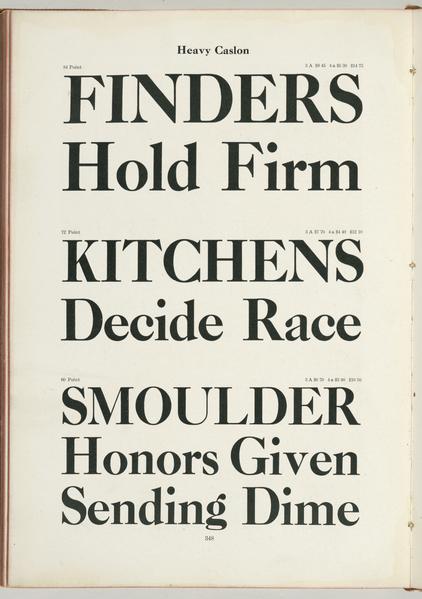 Heavy Caslon
84 Point
FINDERS
Hold Firm
72 Point
KITCHENS
Decide Race
60 Point
SMOULDER
Honors Given
Sending Dime
348